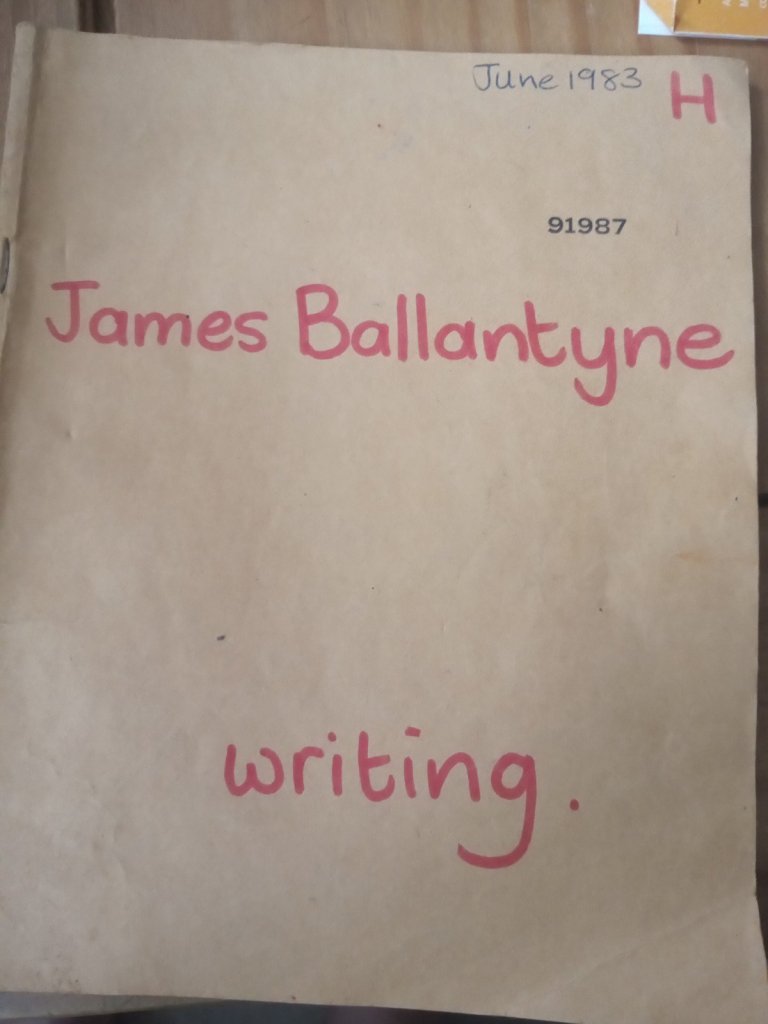 June 1983 H
91987
James Ballantyne
writing.